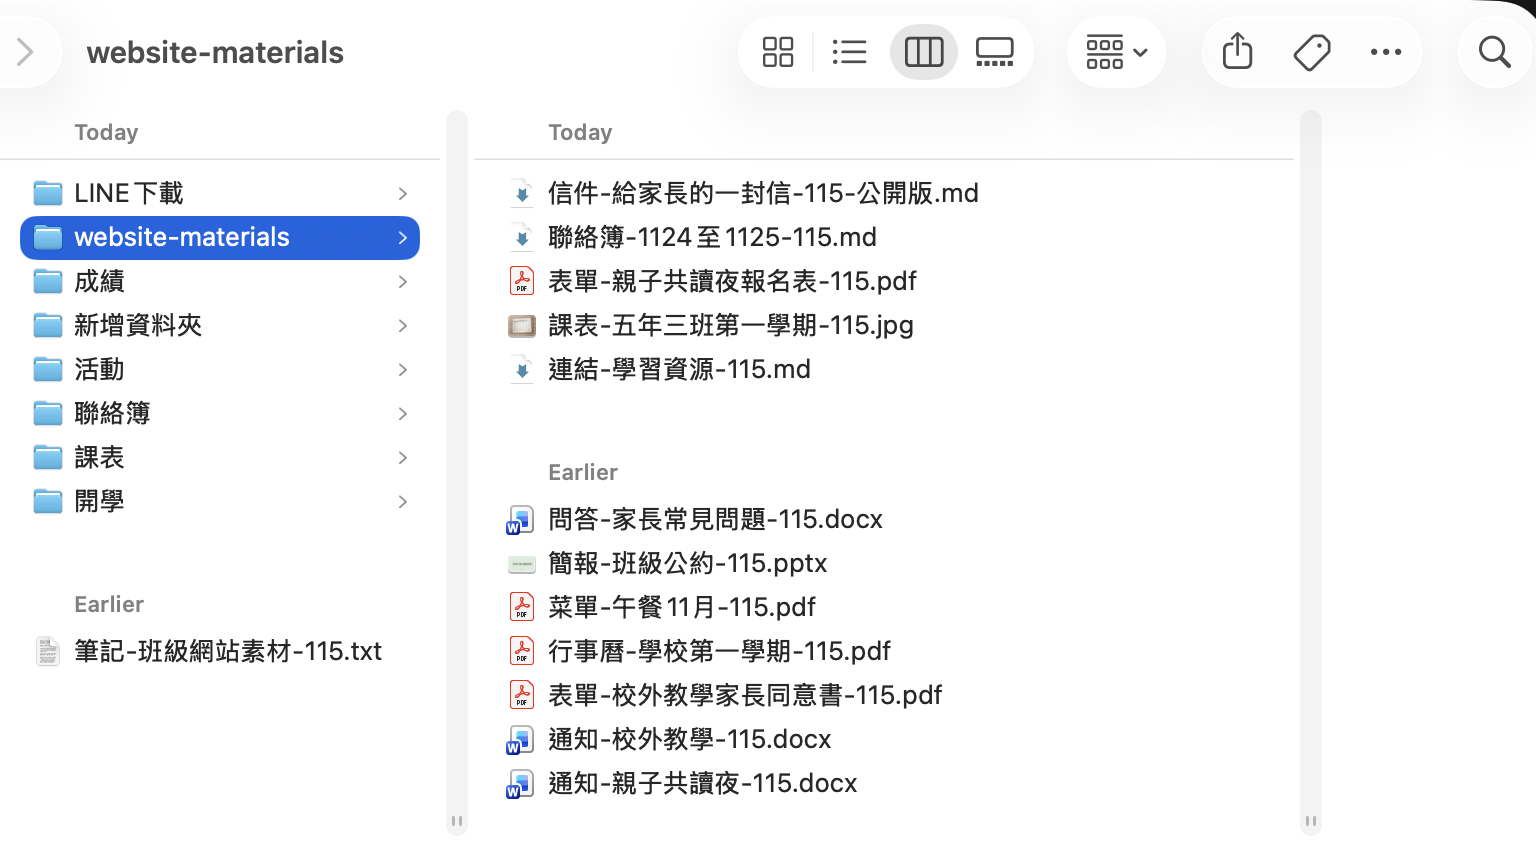 website-materials
Today
LINE下載
website-materials
成績
新增資料夾
活動
聯絡簿
課表
開學
Earlier
筆記-班級網站素材-115.txt
Today
信件-給家長的一封信-115-公開版.md
聯絡簿-1124至1125-115.md
表單-親子共讀夜報名表-115.pdf
課表-五年三班第一學期-115.jpg
連結-學習資源-115.md
Earlier
問答-家長常見問題-115.docx
簡報-班級公約-115.pptx
菜單-午餐11月-115.pdf
行事曆-學校第一學期-115.pdf
表單-校外教學家長同意書-115.pdf
通知-校外教學-115.docx
通知-親子共讀夜-115.docx